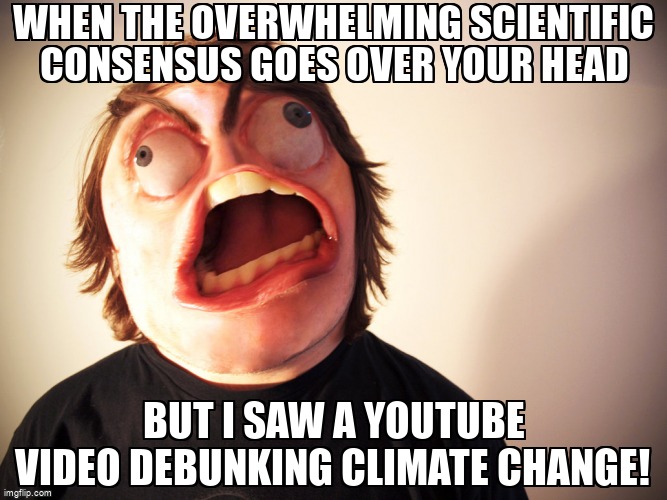 WHEN THE OVERWHELMING SCIENTIFIC
CONSENSUS GOES OVER YOUR HEAD
BUT I SAW A YOUTUBE
VIDEO DEBUNKING CLIMATE CHANGE!
imgflip.com